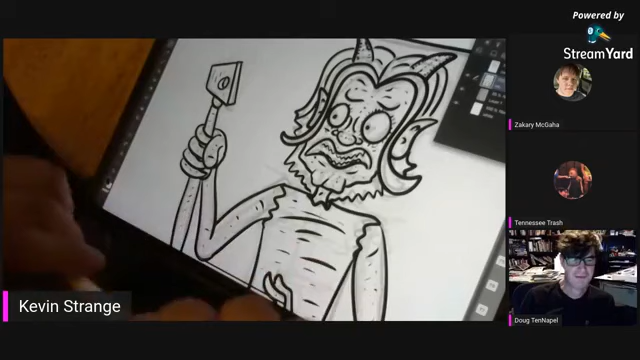 Powered by
StreamYard
Zakary McGaha
Tennessee Trash
Doug TenNapel
Kevin Strange